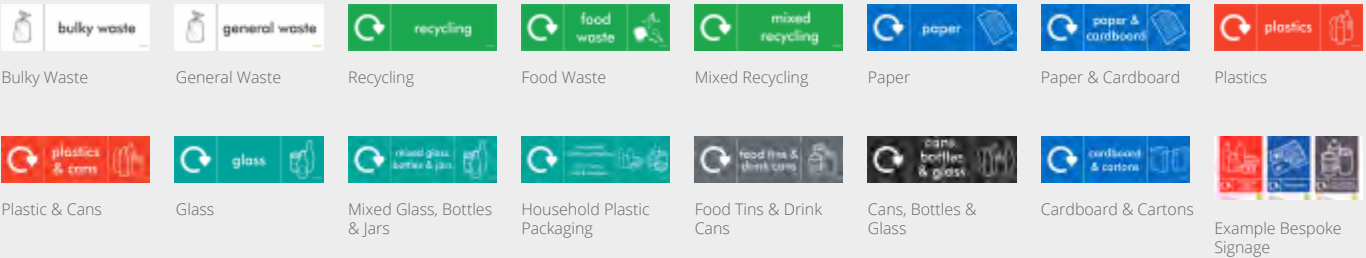 bulky waste
general waste
recycling
food
waste
mixed
recycling
paper
paper &
cardboard
plastics
Bulky Waste
General Waste
Recycling
Food Waste
Mixed Recycling
Paper
Paper & Cardboard
Plastics
plastics
& cans
glass
mixed glass,
bottles & jars
food tins &
drink cans
cans,
bottles
& glass
cardboard
& cartons
Plastic & Cans
Glass
Mixed Glass, Bottles
& Jars
Household Plastic
Packaging
Food Tins & Drink
Cans
Cans, Bottles &
Glass
Cardboard & Cartons
Example Bespoke
Signage